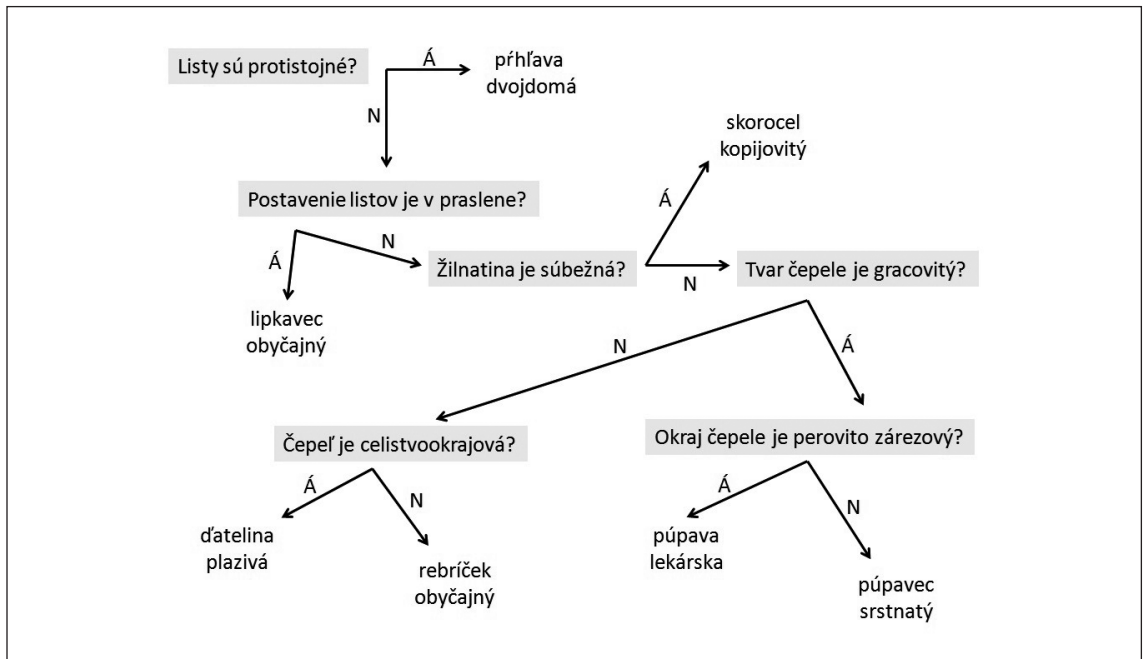 Listy sú protistojné?
Á
pŕhľava
dvojdomá
N
skorocel
kopijovitý
Postavenie listov je v praslene?
Á
N
Á
Žilnatina je súbežná?
N
Tvar čepele je gracovitý?
lipkavec
obyčajný
N
Á
Čepeľ je celistvookrajová?
Okraj čepele je perovito zárezový?
Á
N
Á
N
ďatelina
plazivá
rebríček
obyčajný
púpava
lekárska
púpavec
srstnatý